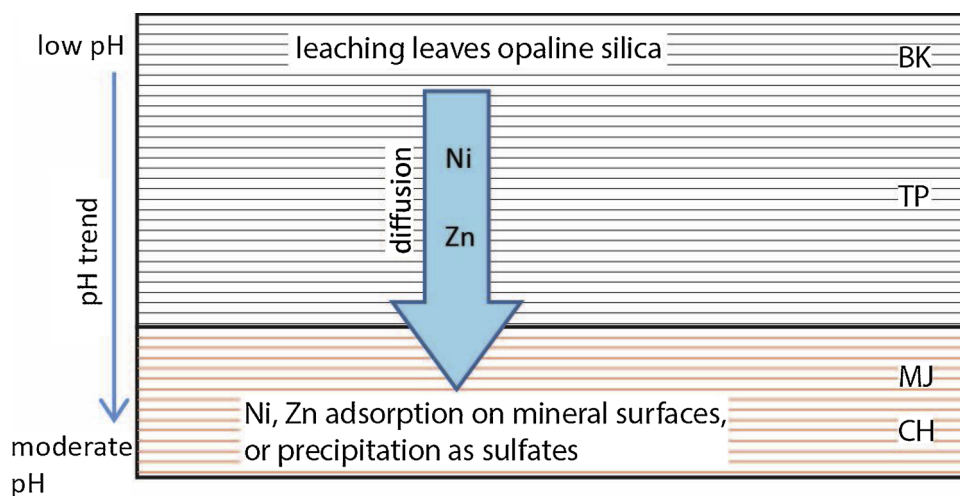 low pH
leaching leaves opaline silica
BK
Ni
diffusion
Zn
TP
pH trend
MJ
Ni, Zn adsorption on mineral surfaces,
or precipitation as sulfates
CH
moderate
pH